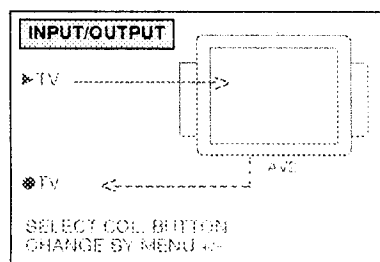 INPUT/OUTPUT
TV
AV2
TV
SELECT COL. BUTTON
CHANGE BY MENU +/-